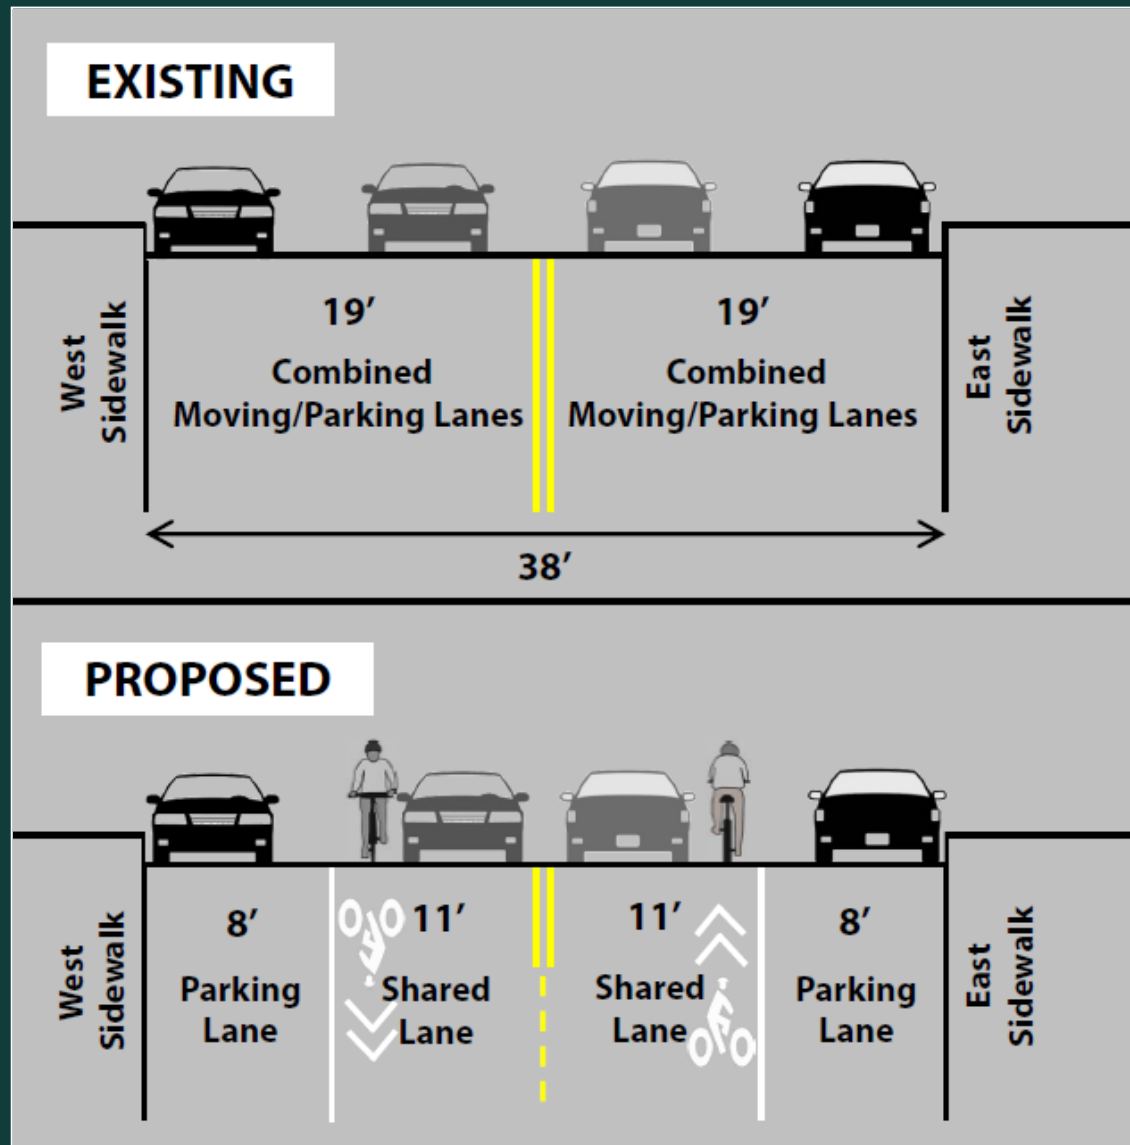 EXISTING
19’
Combined
Moving/Parking Lanes
19’
Combined
Moving/Parking Lanes
West
Sidewalk
East
Sidewalk
38’
PROPOSED
8’
Parking
Lane
11’
Shared
Lane
11’
Shared
Lane
8’
Parking
Lane
West
Sidewalk
East
Sidewalk